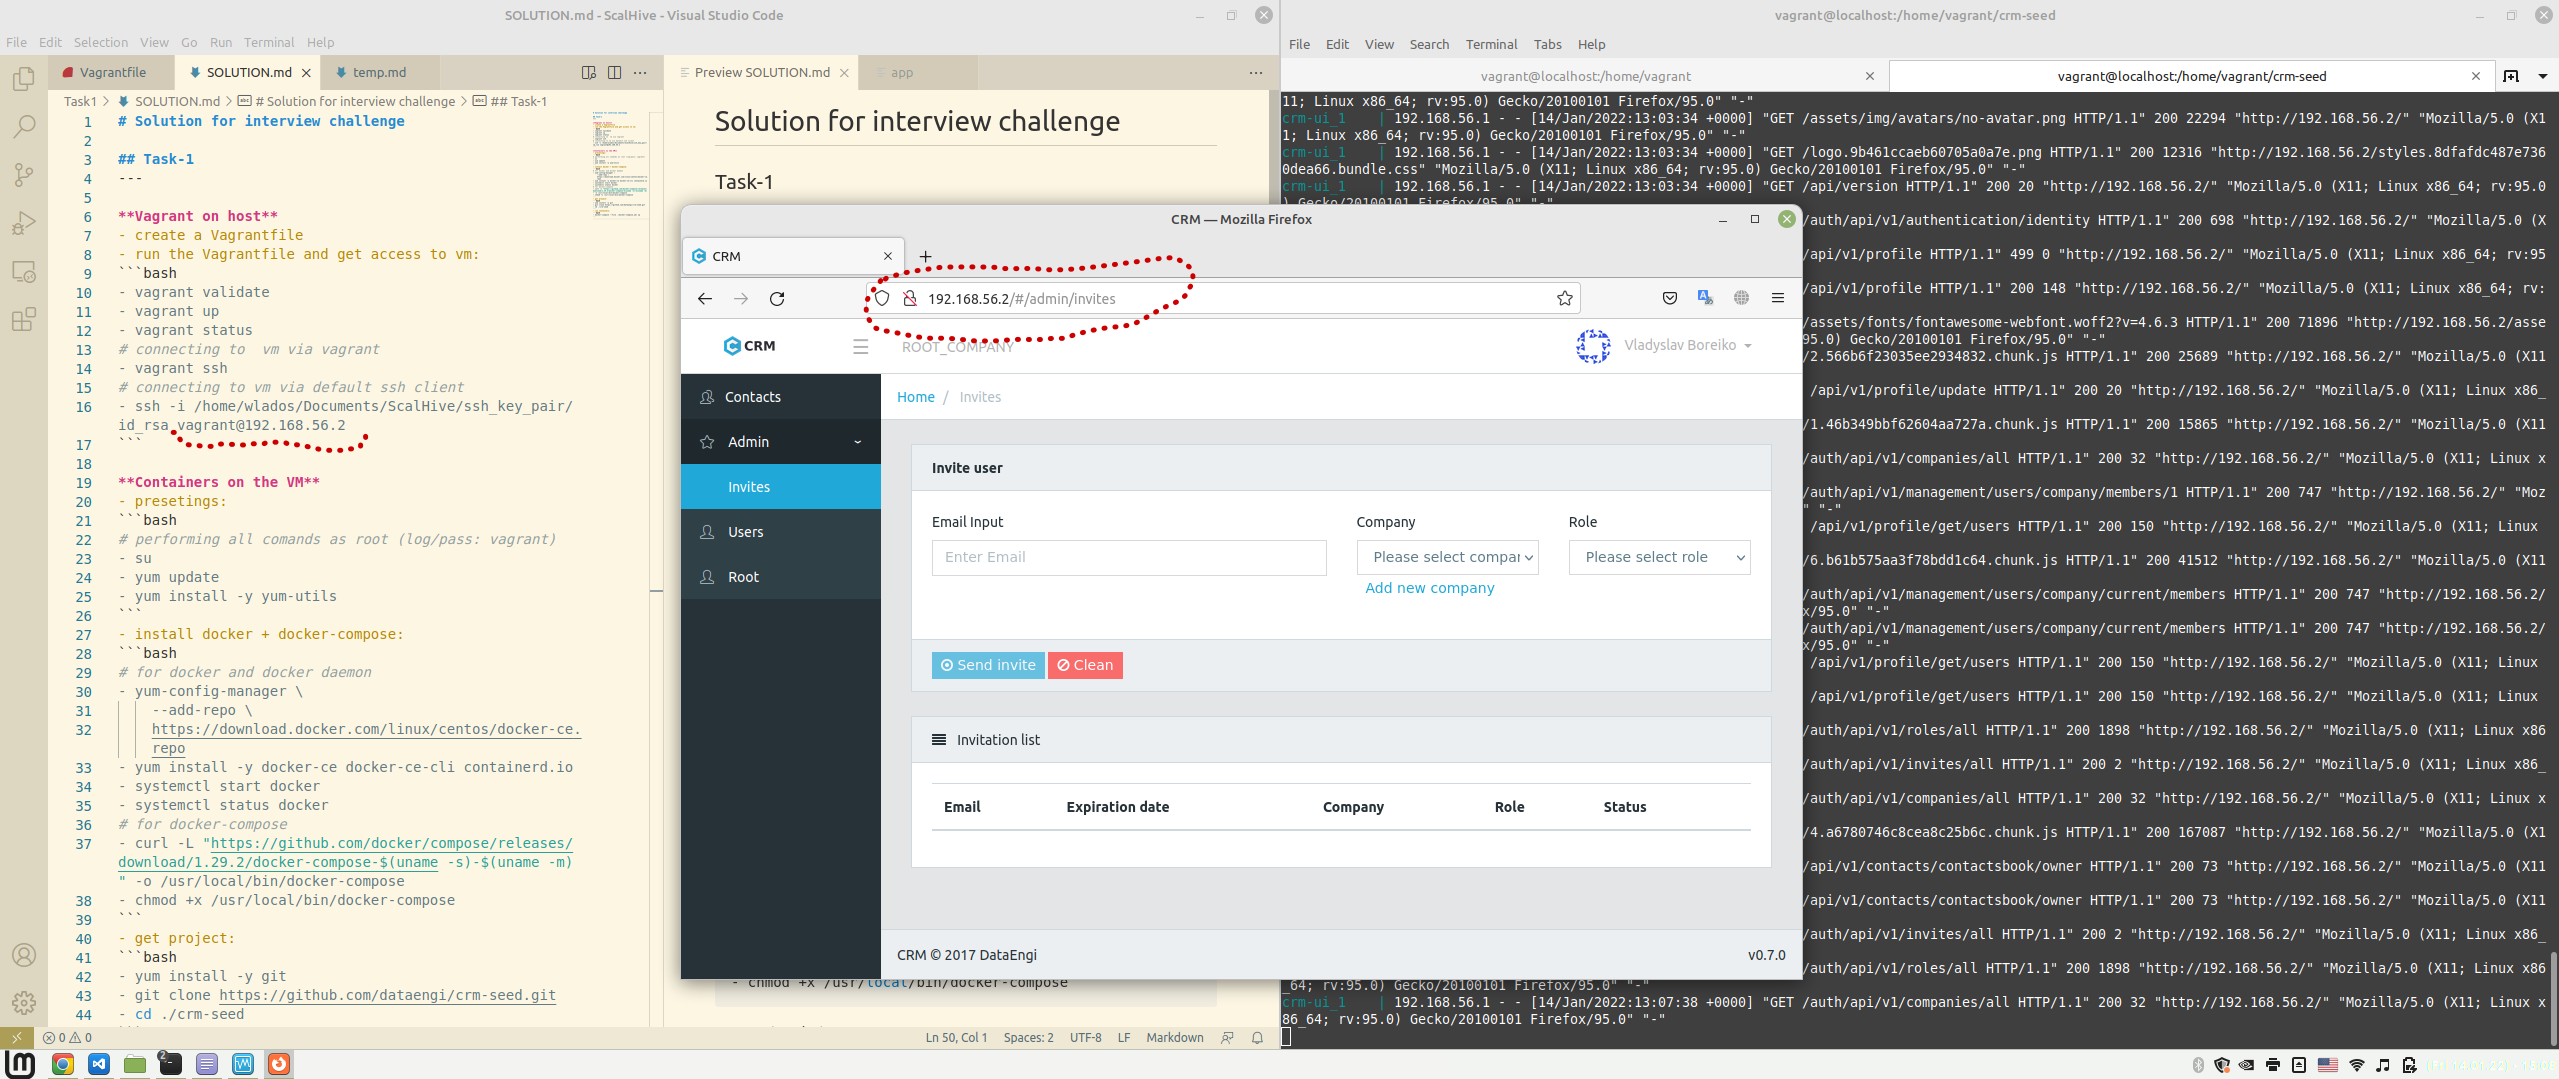 SOLUTION.md - ScalHive - Visual Studio Code
File Edit Selection View Go Run Terminal Help
Vagrantfile
SOLUTION.md
temp.md
Task1 > SOLUTION.md > # Solution for interview challenge > ## Task-1
1 # Solution for interview challenge
2
3 ## Task-1
4 ---
5
6 **Vagrant on host**
7 - create a Vagrantfile
8 - run the Vagrantfile and get access to vm:
9 ```bash
10 - vagrant validate
11 - vagrant up
12 - vagrant status
13 # connecting to  vm via vagrant
14 - vagrant ssh
15 # connecting to vm via default ssh client
16 - ssh -i /home/wlados/Documents/ScalHive/ssh_key_pair/
id_rsa vagrant@192.168.56.2
17 ```
18
19 **Containers on the VM**
20 - presetings:
21 ```bash
22 # performing all comands as root (log/pass: vagrant)
23 - su
24 - yum update
25 - yum install -y yum-utils
26 ```
27 - install docker + docker-compose:
28 ```bash
29 # for docker and docker daemon
30 - yum-config-manager \
31 --add-repo \
32 https://download.docker.com/linux/centos/docker-ce.
repo
33 - yum install -y docker-ce docker-ce-cli containerd.io
34 - systemctl start docker
35 - systemctl status docker
36 # for docker-compose
37 - curl -L "https://github.com/docker/compose/releases/
download/1.29.2/docker-compose-$(uname -s)-$(uname -m)
" -o /usr/local/bin/docker-compose
38 - chmod +x /usr/local/bin/docker-compose
39 ```
40 - get project:
41 ```bash
42 - yum install -y git
43 - git clone https://github.com/dataengi/crm-seed.git
44 - cd ./crm-seed
Preview SOLUTION.md
app
Solution for interview challenge
Task-1
- chmod +x /usr/local/bin/docker-compose
0 0
Ln 50, Col 1 Spaces: 2 UTF-8 LF Markdown
CRM — Mozilla Firefox
CRM
192.168.56.2/#/admin/invites
CRM
ROOT_COMPANY
Vladyslav Boreiko
Contacts
Admin
Invites
Users
Root
Home / Invites
Invite user
Email Input
Company
Role
Enter Email
Please select compar
Please select role
Add new company
Send invite
Clean
Invitation list
Email Expiration date Company Role Status
CRM © 2017 DataEngi
v0.7.0
vagrant@localhost:/home/vagrant/crm-seed
File Edit View Search Terminal Tabs Help
vagrant@localhost:/home/vagrant
vagrant@localhost:/home/vagrant/crm-seed
11; Linux x86_64; rv:95.0) Gecko/20100101 Firefox/95.0" "-"
crm-ui_1    | 192.168.56.1 - - [14/Jan/2022:13:03:34 +0000] "GET /assets/img/avatars/no-avatar.png HTTP/1.1" 200 22294 "http://192.168.56.2/" "Mozilla/5.0 (X1
1; Linux x86_64; rv:95.0) Gecko/20100101 Firefox/95.0" "-"
crm-ui_1    | 192.168.56.1 - - [14/Jan/2022:13:03:34 +0000] "GET /logo.9b461ccaeb60705a0a7e.png HTTP/1.1" 200 12316 "http://192.168.56.2/styles.8dfafdc487e736
0dea66.bundle.css" "Mozilla/5.0 (X11; Linux x86_64; rv:95.0) Gecko/20100101 Firefox/95.0" "-"
crm-ui_1    | 192.168.56.1 - - [14/Jan/2022:13:03:34 +0000] "GET /api/version HTTP/1.1" 200 20 "http://192.168.56.2/" "Mozilla/5.0 (X11; Linux x86_64; rv:95.0
) Gecko/20100101 Firefox/95.0" "-"
/auth/api/v1/authentication/identity HTTP/1.1" 200 698 "http://192.168.56.2/" "Mozilla/5.0 (X
/api/v1/profile HTTP/1.1" 499 0 "http://192.168.56.2/" "Mozilla/5.0 (X11; Linux x86_64; rv:95
/api/v1/profile HTTP/1.1" 200 148 "http://192.168.56.2/" "Mozilla/5.0 (X11; Linux x86_64; rv:
/assets/fonts/fontawesome-webfont.woff2?v=4.6.3 HTTP/1.1" 200 71896 "http://192.168.56.2/asse
95.0) Gecko/20100101 Firefox/95.0" "-"
/2.566b6f23035ee2934832.chunk.js HTTP/1.1" 200 25689 "http://192.168.56.2/" "Mozilla/5.0 (X11
/api/v1/profile/update HTTP/1.1" 200 20 "http://192.168.56.2/" "Mozilla/5.0 (X11; Linux x86_
/1.46b349bbf62604aa727a.chunk.js HTTP/1.1" 200 15865 "http://192.168.56.2/" "Mozilla/5.0 (X11
/auth/api/v1/companies/all HTTP/1.1" 200 32 "http://192.168.56.2/" "Mozilla/5.0 (X11; Linux x
/auth/api/v1/management/users/company/members/1 HTTP/1.1" 200 747 "http://192.168.56.2/" "Moz
" "-"
/api/v1/profile/get/users HTTP/1.1" 200 150 "http://192.168.56.2/" "Mozilla/5.0 (X11; Linux
/6.b61b575aa3f78bdd1c64.chunk.js HTTP/1.1" 200 41512 "http://192.168.56.2/" "Mozilla/5.0 (X11
/auth/api/v1/management/users/company/current/members HTTP/1.1" 200 747 "http://192.168.56.2/
x/95.0" "-"
/auth/api/v1/management/users/company/current/members HTTP/1.1" 200 747 "http://192.168.56.2/
x/95.0" "-"
/api/v1/profile/get/users HTTP/1.1" 200 150 "http://192.168.56.2/" "Mozilla/5.0 (X11; Linux
/api/v1/profile/get/users HTTP/1.1" 200 150 "http://192.168.56.2/" "Mozilla/5.0 (X11; Linux
/auth/api/v1/roles/all HTTP/1.1" 200 1898 "http://192.168.56.2/" "Mozilla/5.0 (X11; Linux x86
/auth/api/v1/invites/all HTTP/1.1" 200 2 "http://192.168.56.2/" "Mozilla/5.0 (X11; Linux x86_
/auth/api/v1/companies/all HTTP/1.1" 200 32 "http://192.168.56.2/" "Mozilla/5.0 (X11; Linux x
/4.a6780746c8cea8c25b6c.chunk.js HTTP/1.1" 200 167087 "http://192.168.56.2/" "Mozilla/5.0 (X1
/api/v1/contacts/contactsbook/owner HTTP/1.1" 200 73 "http://192.168.56.2/" "Mozilla/5.0 (X11
/api/v1/contacts/contactsbook/owner HTTP/1.1" 200 73 "http://192.168.56.2/" "Mozilla/5.0 (X11
/auth/api/v1/invites/all HTTP/1.1" 200 2 "http://192.168.56.2/" "Mozilla/5.0 (X11; Linux x86_
/auth/api/v1/roles/all HTTP/1.1" 200 1898 "http://192.168.56.2/" "Mozilla/5.0 (X11; Linux x86
_64; rv:95.0) Gecko/20100101 Firefox/95.0" "-"
crm-ui_1    | 192.168.56.1 - - [14/Jan/2022:13:07:38 +0000] "GET /auth/api/v1/companies/all HTTP/1.1" 200 32 "http://192.168.56.2/" "Mozilla/5.0 (X11; Linux x
86_64; rv:95.0) Gecko/20100101 Firefox/95.0" "-"
2